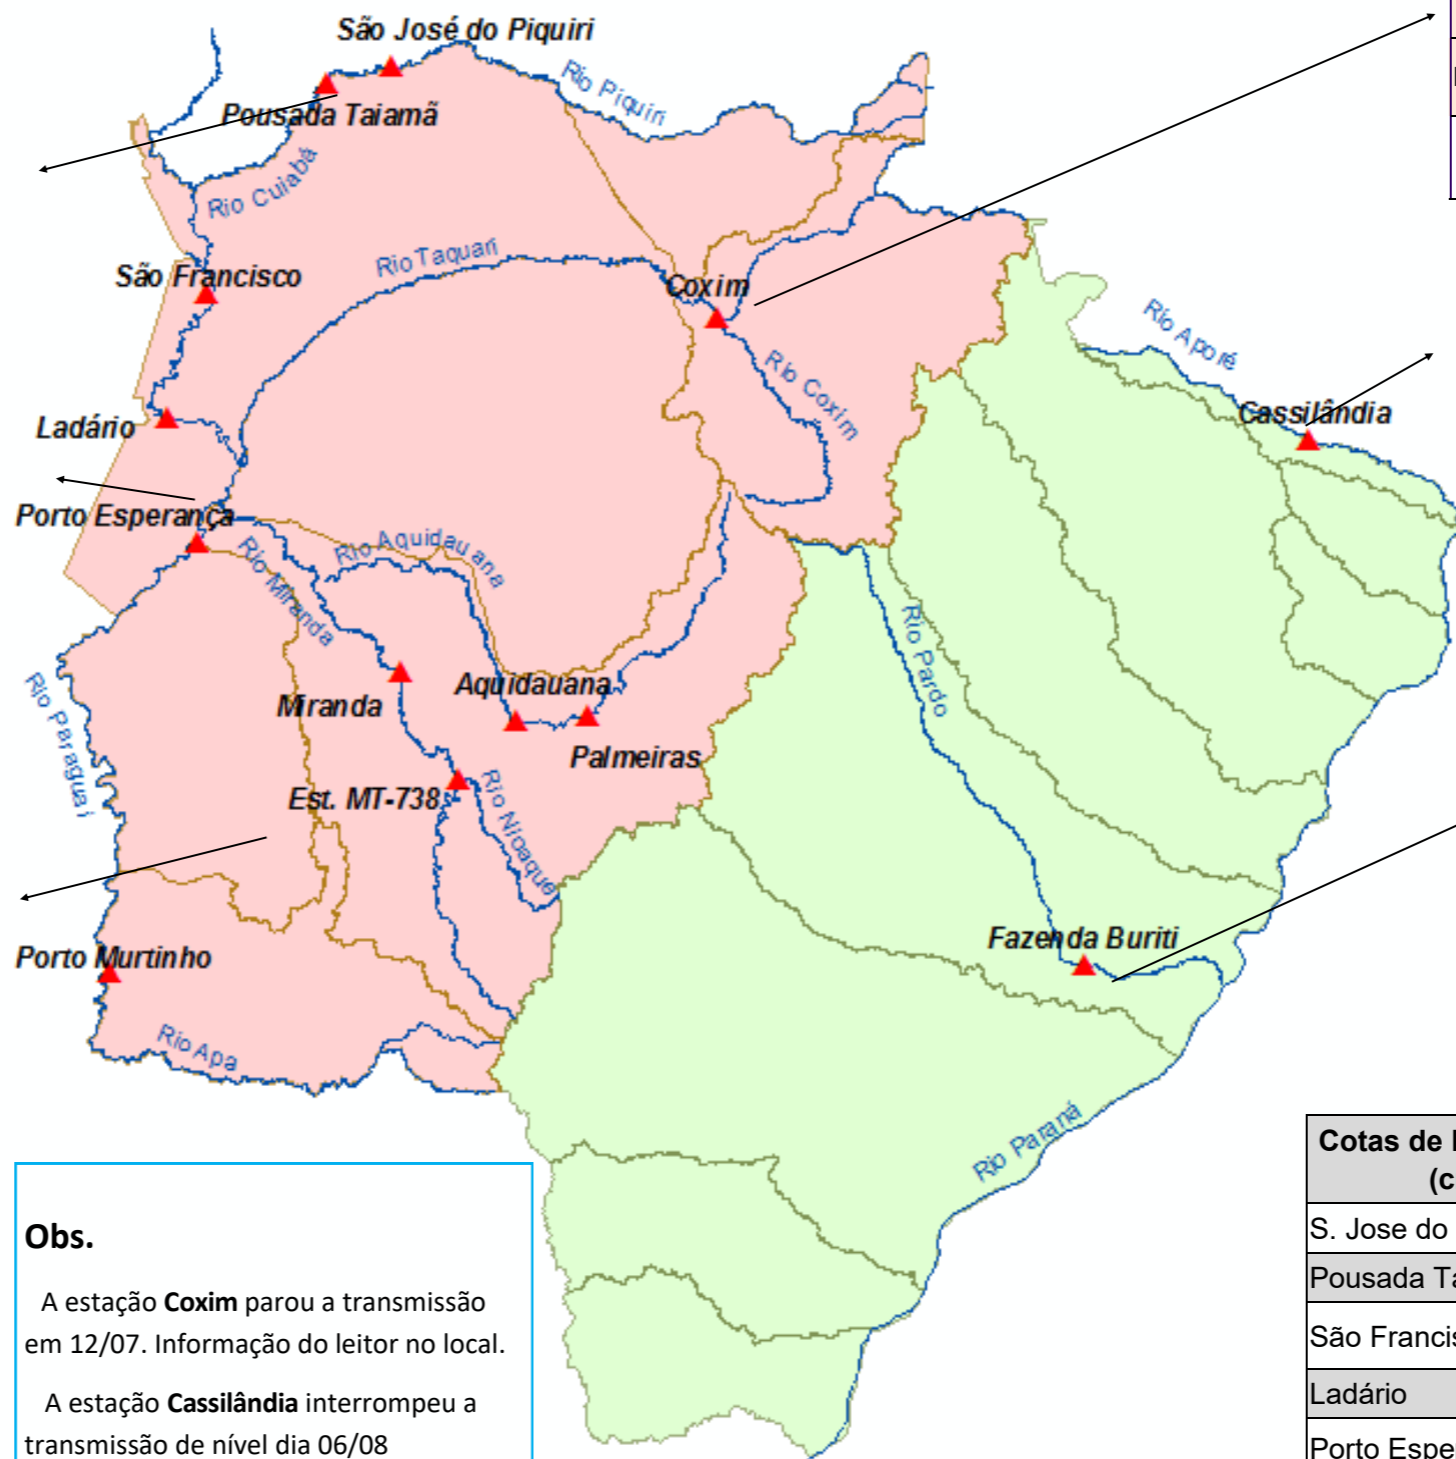 São José do Piquiri
Rio Piquiri
Pousada Taiamã
Rio Cuiabá
Rio Taquari
São Francisco
Coxim
Rio Aporé
Rio Coxim
Cassilândia
Ladário
Porto Esperança
Rio Aquidauana
Rio Miranda
Rio Pardo
Rio Paraguai
Aquidauana
Miranda
Palmeiras
Est. MT-738
Rio Nioaque
Fazenda Buriti
Porto Murtinho
Rio Apa
Rio Paraná
Obs.
A estação Coxim parou a transmissão
em 12/07. Informação do leitor no local.
A estação Cassilândia interrompeu a
transmissão de nível dia 06/08
Cotas de
(c
S. Jose do
Pousada Ta
São Francis
Ladário
Porto Espe